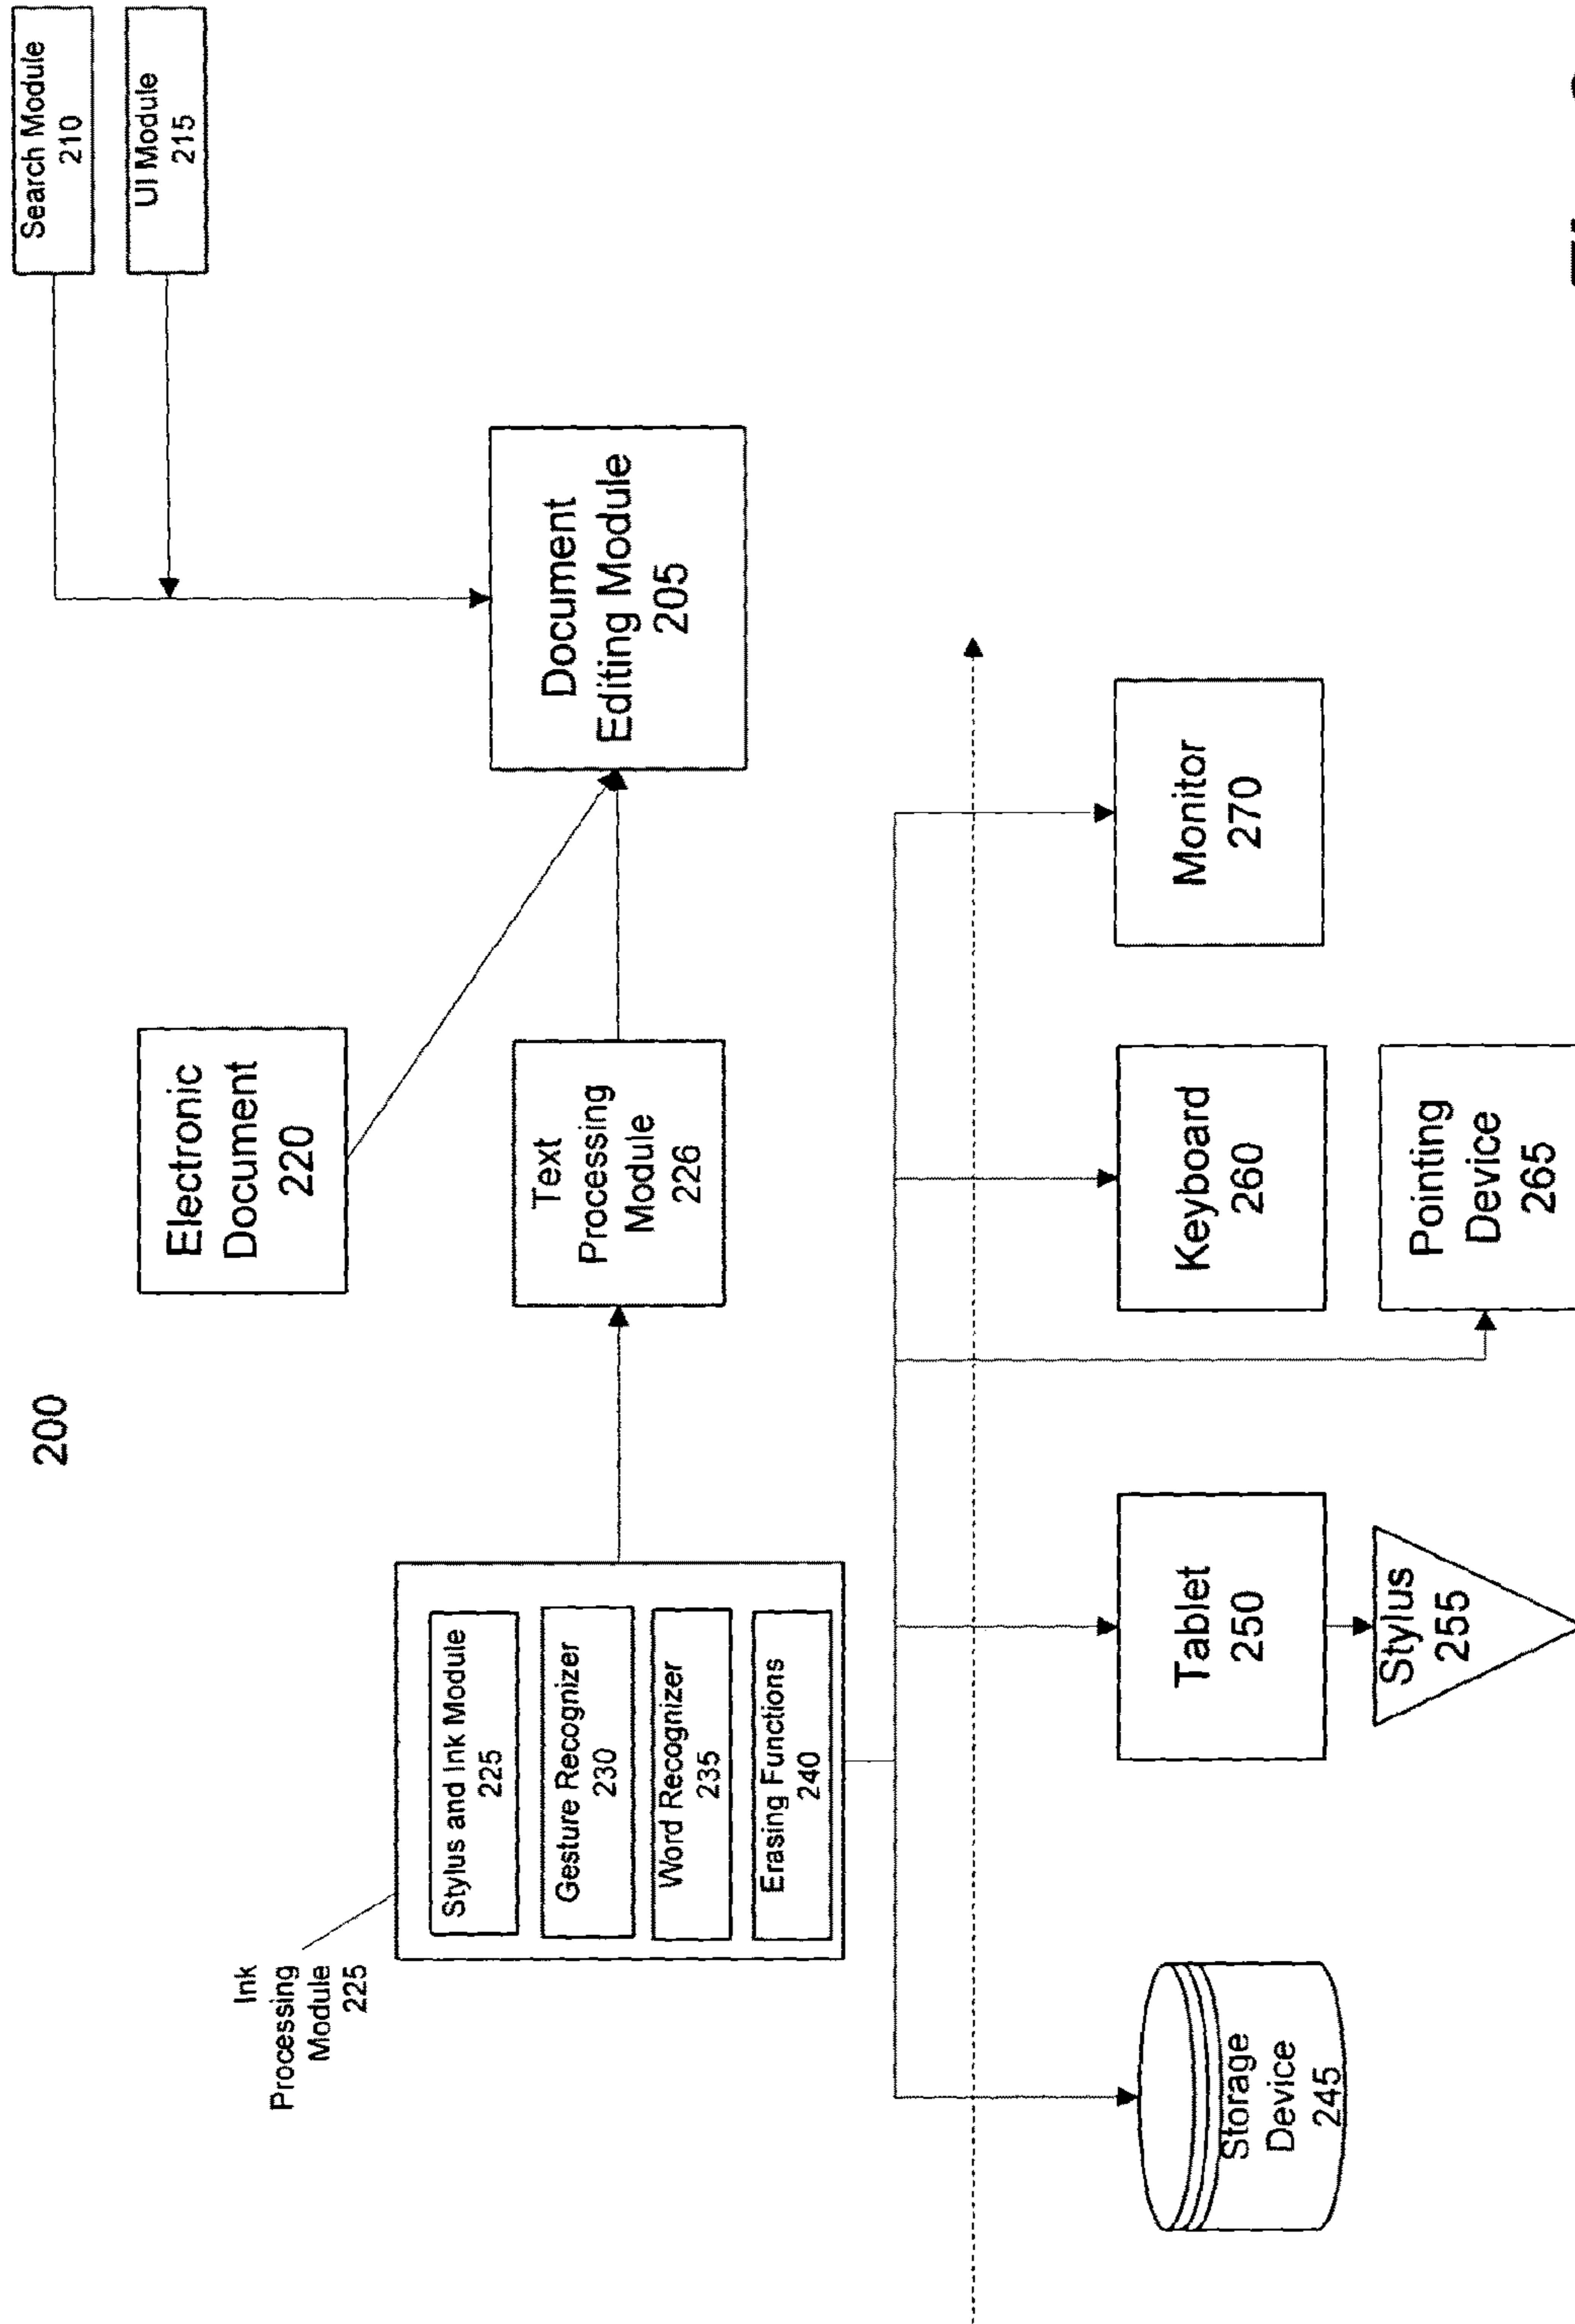 200
Search Module
210
UI Module
215
Electronic
Document
220
Ink
Processing
Module
225
Stylus and Ink Module
225
Gesture Recognizer
230
Word Recognizer
235
Erasing Functions
240
Text
Processing
Module
226
Document
Editing Module
205
Storage
Device
245
Tablet
250
Stylus
255
Keyboard
260
Pointing
Device
265
Monitor
270